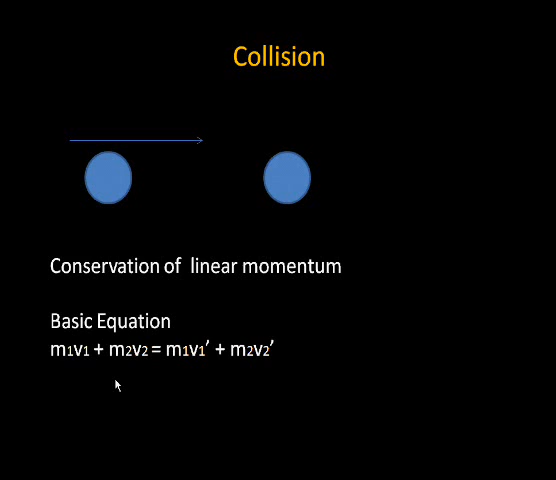 Collision
Conservation of linear momentum
Basic Equation
m1v1 + m2v2 = m1v1′ + m2v2′